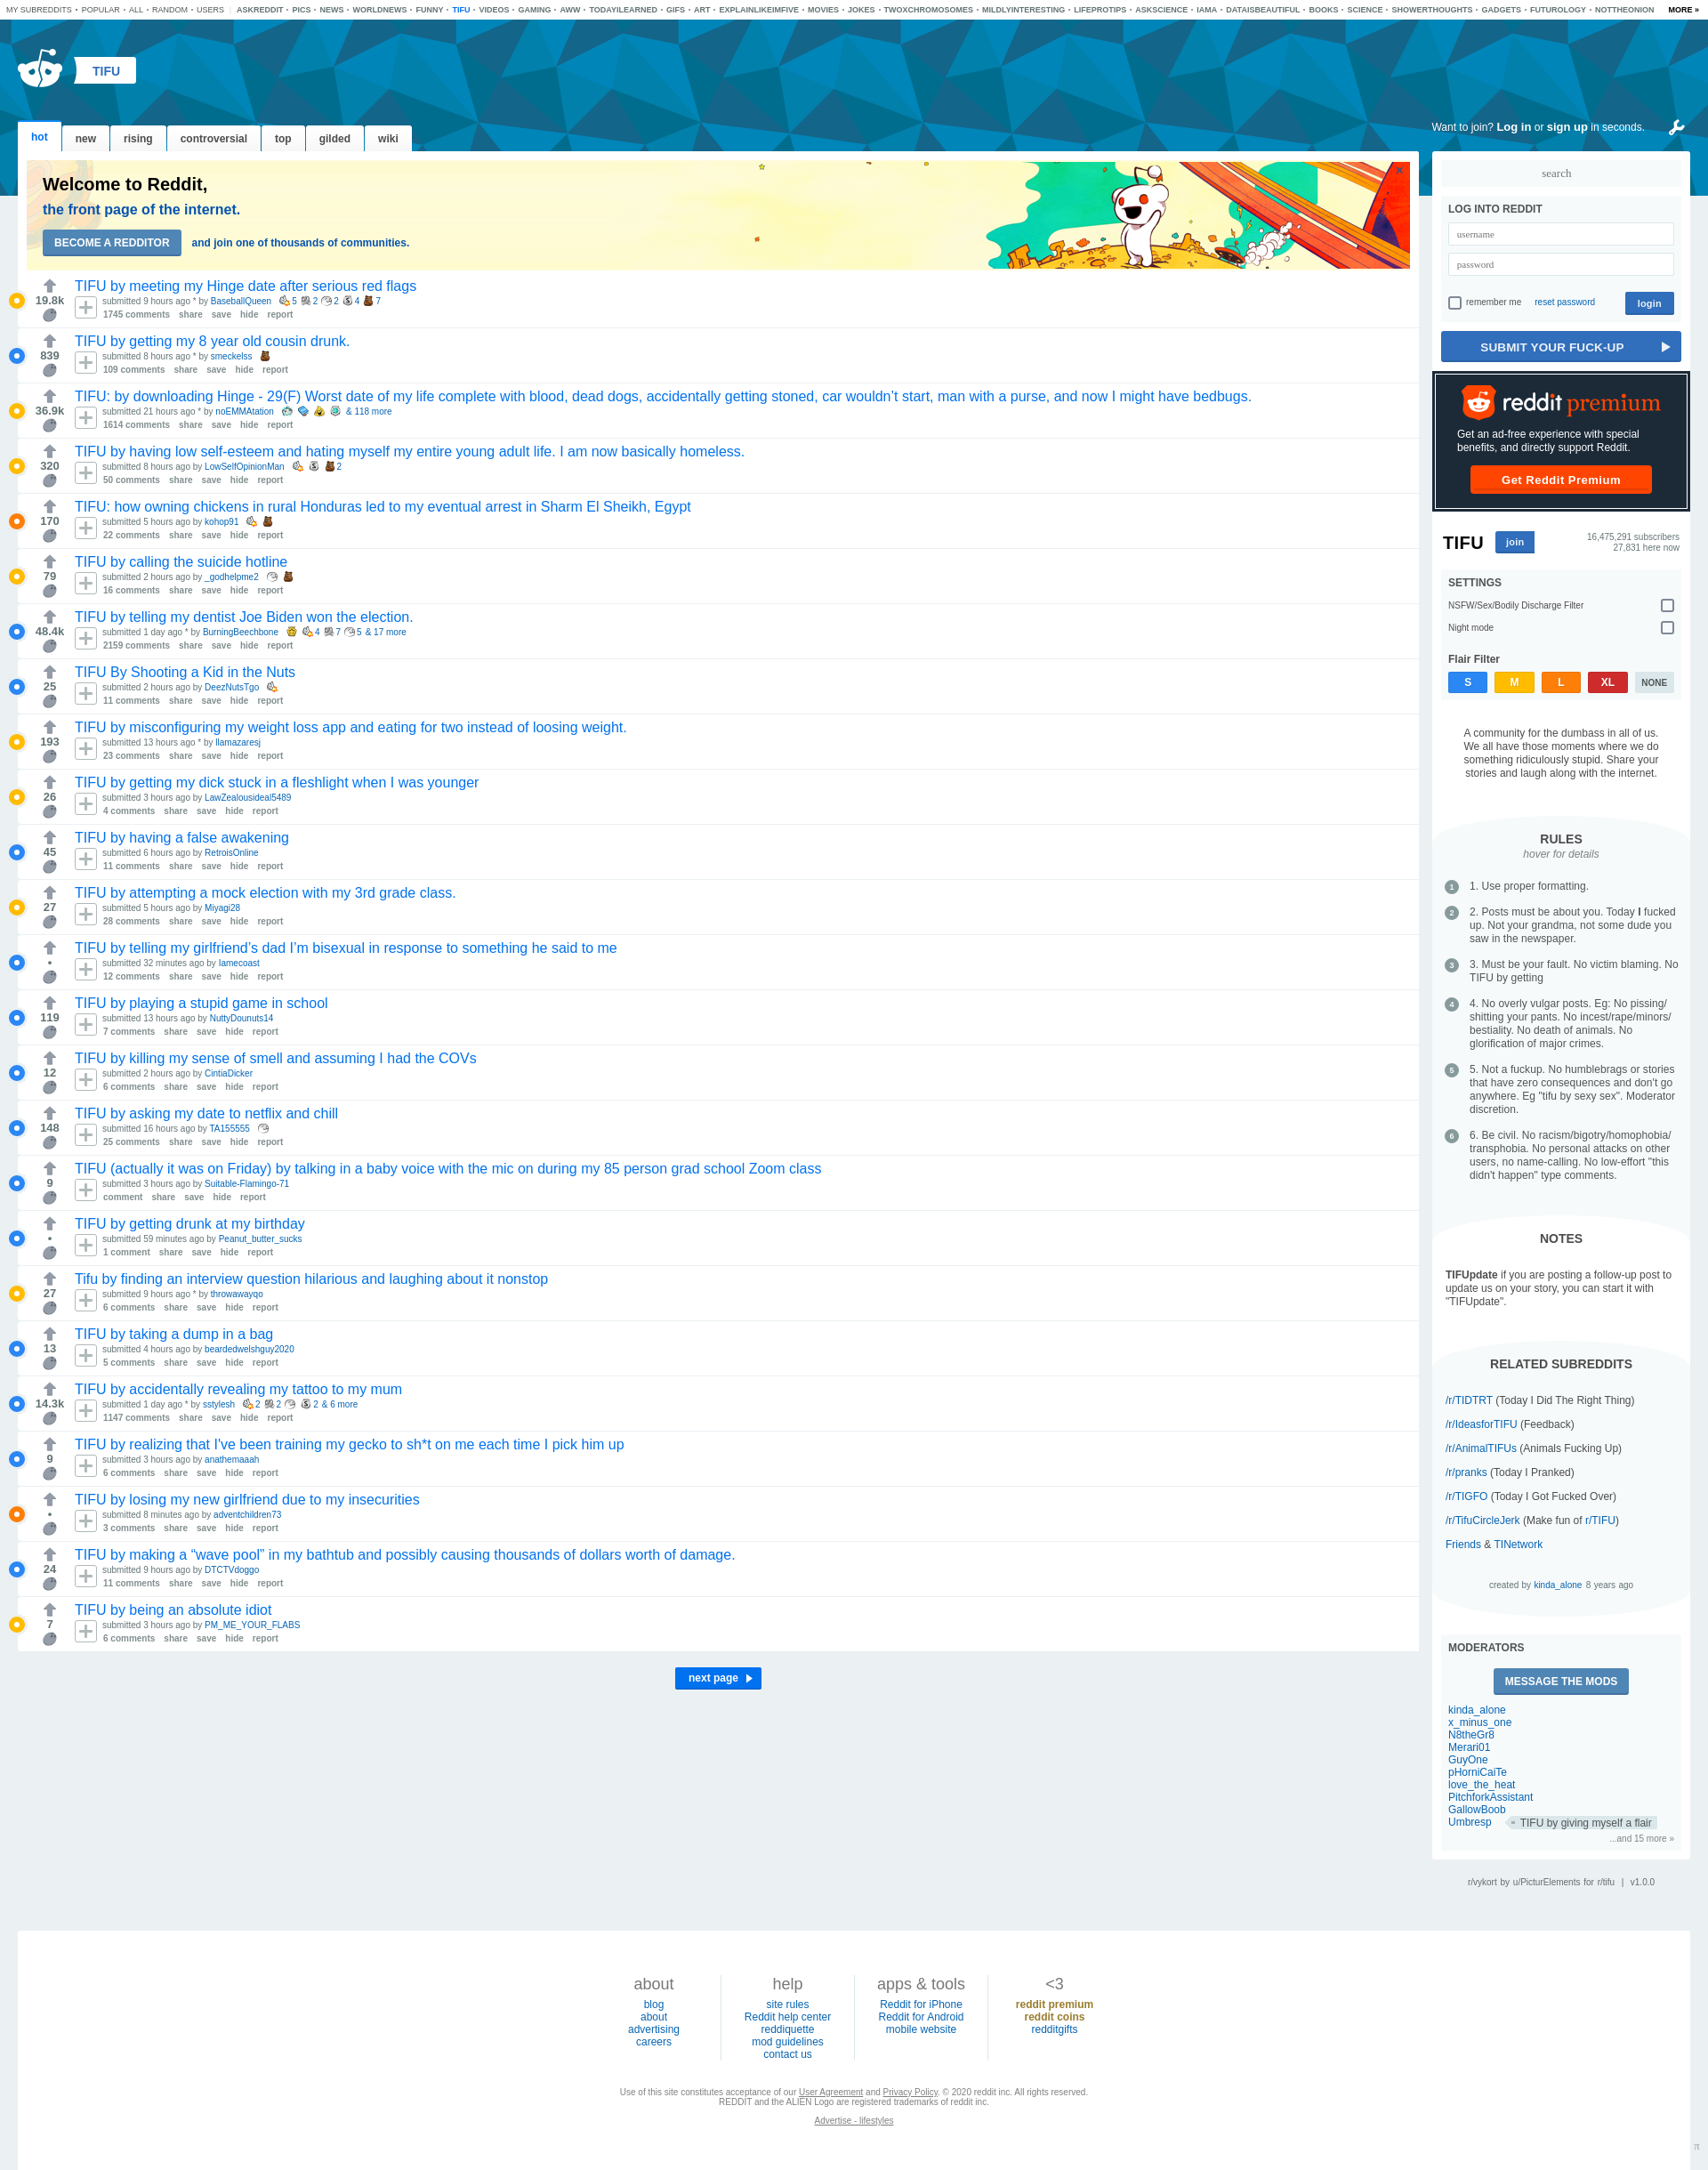 MY SUBREDDITS • POPULAR • ALL • RANDOM • USERS | ASKREDDIT • PICS • NEWS • WORLDNEWS • FUNNY • TIFU • VIDEOS • GAMING • AWW • TODAYILEARNED • GIFS • ART • EXPLAINLIKEIMFIVE • MOVIES • JOKES • TWOXCHROMOSOMES • MILDLYINTERESTING • LIFEPROTIPS • ASKSCIENCE • IAMA • DATAISBEAUTIFUL • BOOKS • SCIENCE • SHOWERTHOUGHTS • GADGETS • FUTUROLOGY • NOTTHEONION MORE »
TIFU
hot new rising controversial top gilded wiki
Want to join? Log in or sign up in seconds.
Welcome to Reddit,
the front page of the internet.
BECOME A REDDITOR and join one of thousands of communities.
×
TIFU by meeting my Hinge date after serious red flags
19.8k
submitted 9 hours ago * by BaseballQueen 5 2 2 4 7
1745 comments share save hide report
TIFU by getting my 8 year old cousin drunk.
839
submitted 8 hours ago * by smeckelss
109 comments share save hide report
TIFU: by downloading Hinge - 29(F) Worst date of my life complete with blood, dead dogs, accidentally getting stoned, car wouldn’t start, man with a purse, and now I might have bedbugs.
36.9k
submitted 21 hours ago * by noEMMAtation & 118 more
1614 comments share save hide report
TIFU by having low self-esteem and hating myself my entire young adult life. I am now basically homeless.
320
submitted 8 hours ago by LowSelfOpinionMan 2
50 comments share save hide report
TIFU: how owning chickens in rural Honduras led to my eventual arrest in Sharm El Sheikh, Egypt
170
submitted 5 hours ago by kohop91
22 comments share save hide report
TIFU by calling the suicide hotline
79
submitted 2 hours ago by _godhelpme2
16 comments share save hide report
TIFU by telling my dentist Joe Biden won the election.
48.4k
submitted 1 day ago * by BurningBeechbone 4 7 5 & 17 more
2159 comments share save hide report
TIFU By Shooting a Kid in the Nuts
25
submitted 2 hours ago by DeezNutsTgo
11 comments share save hide report
TIFU by misconfiguring my weight loss app and eating for two instead of loosing weight.
193
submitted 13 hours ago * by llamazaresj
23 comments share save hide report
TIFU by getting my dick stuck in a fleshlight when I was younger
26
submitted 3 hours ago by LawZealousideal5489
4 comments share save hide report
TIFU by having a false awakening
45
submitted 6 hours ago by RetroisOnline
11 comments share save hide report
TIFU by attempting a mock election with my 3rd grade class.
27
submitted 5 hours ago by Miyagi28
28 comments share save hide report
TIFU by telling my girlfriend’s dad I’m bisexual in response to something he said to me
•
submitted 32 minutes ago by Iamecoast
12 comments share save hide report
TIFU by playing a stupid game in school
119
submitted 13 hours ago by NuttyDounuts14
7 comments share save hide report
TIFU by killing my sense of smell and assuming I had the COVs
12
submitted 2 hours ago by CintiaDicker
6 comments share save hide report
TIFU by asking my date to netflix and chill
148
submitted 16 hours ago by TA155555
25 comments share save hide report
TIFU (actually it was on Friday) by talking in a baby voice with the mic on during my 85 person grad school Zoom class
9
submitted 3 hours ago by Suitable-Flamingo-71
comment share save hide report
TIFU by getting drunk at my birthday
•
submitted 59 minutes ago by Peanut_butter_sucks
1 comment share save hide report
Tifu by finding an interview question hilarious and laughing about it nonstop
27
submitted 9 hours ago * by throwawayqo
6 comments share save hide report
TIFU by taking a dump in a bag
13
submitted 4 hours ago by beardedwelshguy2020
5 comments share save hide report
TIFU by accidentally revealing my tattoo to my mum
14.3k
submitted 1 day ago * by sstylesh 2 2 2 & 6 more
1147 comments share save hide report
TIFU by realizing that I've been training my gecko to sh*t on me each time I pick him up
9
submitted 3 hours ago by anathemaaah
6 comments share save hide report
TIFU by losing my new girlfriend due to my insecurities
•
submitted 8 minutes ago by adventchildren73
3 comments share save hide report
TIFU by making a “wave pool” in my bathtub and possibly causing thousands of dollars worth of damage.
24
submitted 9 hours ago by DTCTVdoggo
11 comments share save hide report
TIFU by being an absolute idiot
7
submitted 3 hours ago by PM_ME_YOUR_FLABS
6 comments share save hide report
next page
search
LOG INTO REDDIT
username
password
remember me reset password login
SUBMIT YOUR FUCK-UP
reddit premium
Get an ad-free experience with special
benefits, and directly support Reddit.
Get Reddit Premium
TIFU join
16,475,291 subscribers
27,831 here now
SETTINGS
NSFW/Sex/Bodily Discharge Filter
Night mode
Flair Filter
S M L XL NONE
A community for the dumbass in all of us.
We all have those moments where we do
something ridiculously stupid. Share your
stories and laugh along with the internet.
RULES
hover for details
1 1. Use proper formatting.
2 2. Posts must be about you. Today I fucked
up. Not your grandma, not some dude you
saw in the newspaper.
3 3. Must be your fault. No victim blaming. No
TIFU by getting
4 4. No overly vulgar posts. Eg: No pissing/
shitting your pants. No incest/rape/minors/
bestiality. No death of animals. No
glorification of major crimes.
5 5. Not a fuckup. No humblebrags or stories
that have zero consequences and don't go
anywhere. Eg "tifu by sexy sex". Moderator
discretion.
6 6. Be civil. No racism/bigotry/homophobia/
transphobia. No personal attacks on other
users, no name-calling. No low-effort "this
didn't happen" type comments.
NOTES
TIFUpdate if you are posting a follow-up post to
update us on your story, you can start it with
"TIFUpdate".
RELATED SUBREDDITS
/r/TIDTRT (Today I Did The Right Thing)
/r/IdeasforTIFU (Feedback)
/r/AnimalTIFUs (Animals Fucking Up)
/r/pranks (Today I Pranked)
/r/TIGFO (Today I Got Fucked Over)
/r/TifuCircleJerk (Make fun of r/TIFU)
Friends & TINetwork
created by kinda_alone 8 years ago
MODERATORS
MESSAGE THE MODS
kinda_alone
x_minus_one
N8theGr8
Merari01
GuyOne
pHorniCaiTe
love_the_heat
PitchforkAssistant
GallowBoob
Umbresp TIFU by giving myself a flair
...and 15 more »
r/vykort by u/PicturElements for r/tifu | v1.0.0
about
blog
about
advertising
careers
help
site rules
Reddit help center
reddiquette
mod guidelines
contact us
apps & tools
Reddit for iPhone
Reddit for Android
mobile website
<3
reddit premium
reddit coins
redditgifts
Use of this site constitutes acceptance of our User Agreement and Privacy Policy. © 2020 reddit inc. All rights reserved.
REDDIT and the ALIEN Logo are registered trademarks of reddit inc.
Advertise - lifestyles
π